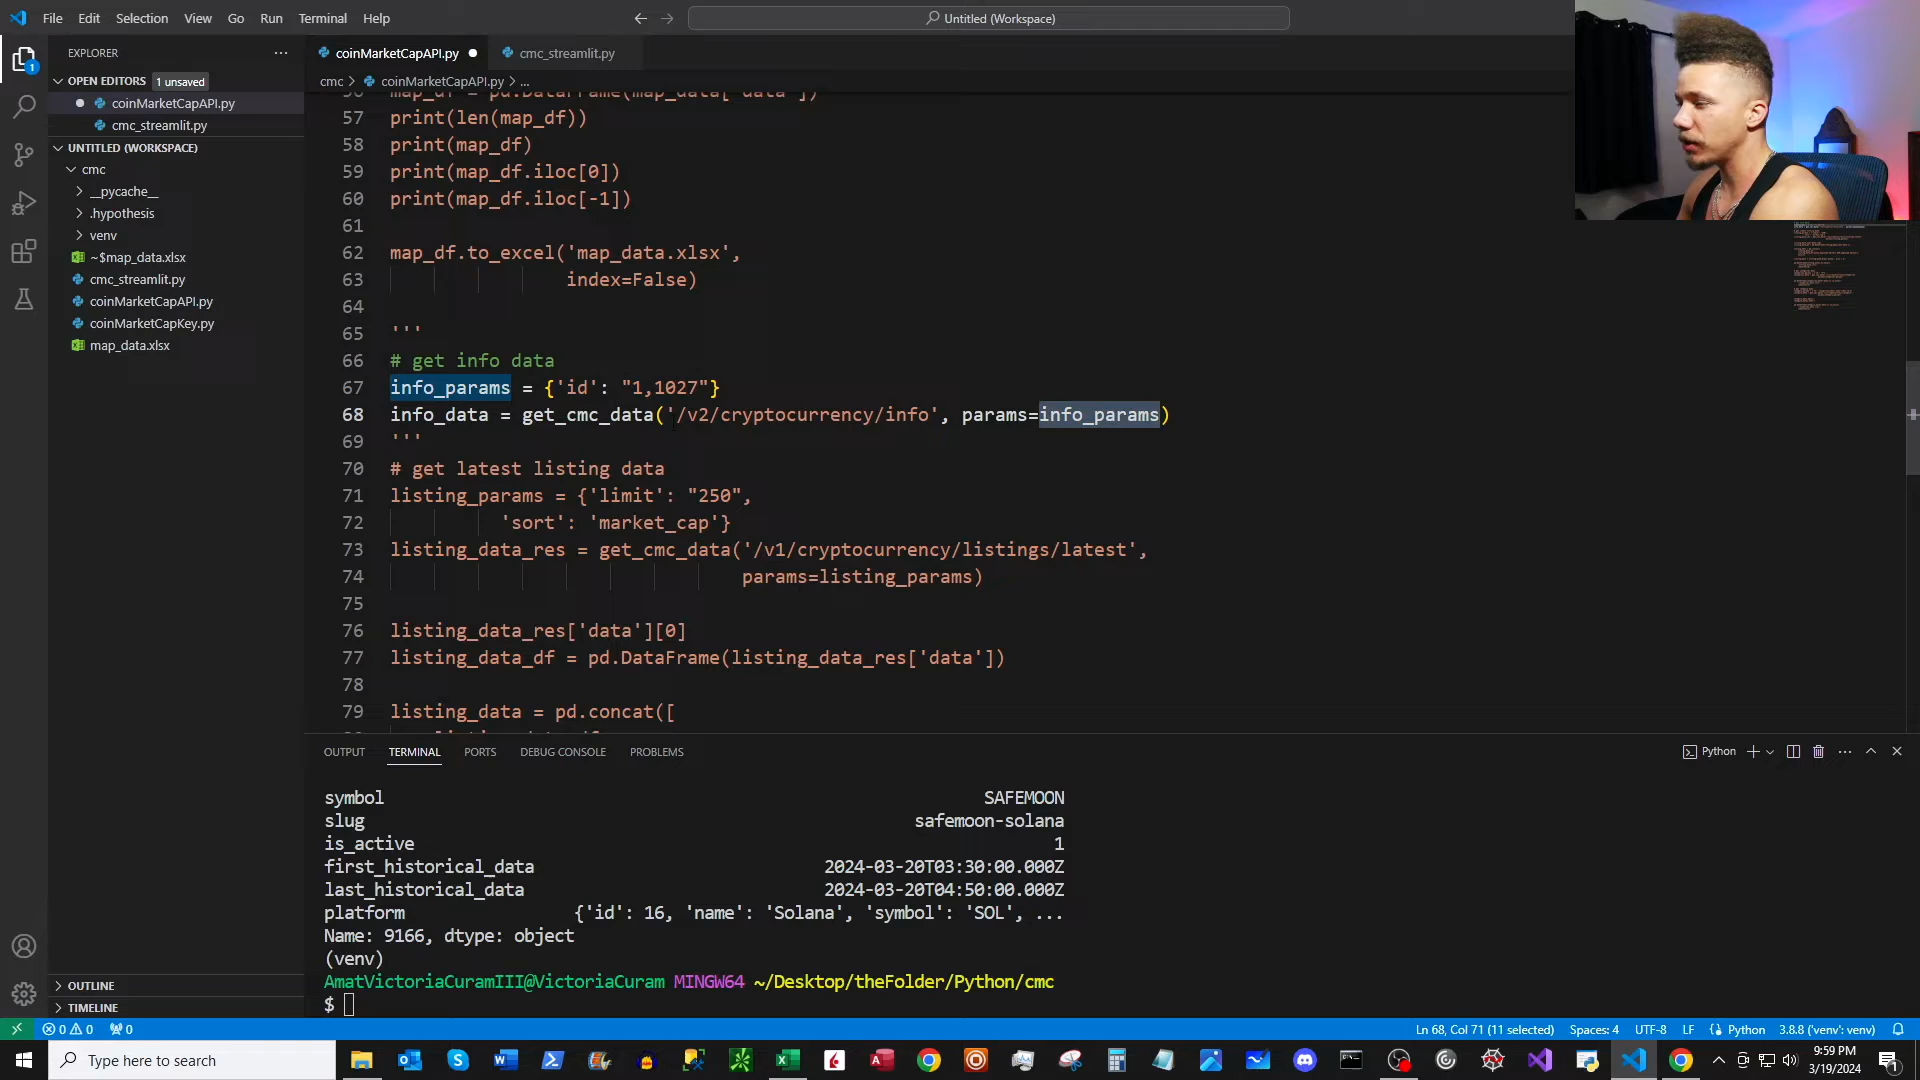 File Edit Selection View Go Run Terminal Help
Untitled (Workspace)
EXPLORER
OPEN EDITORS 1 unsaved
coinMarketCapAPI.py
cmc_streamlit.py
UNTITLED (WORKSPACE)
cmc
__pycache__
.hypothesis
venv
~$map_data.xlsx
cmc_streamlit.py
coinMarketCapAPI.py
coinMarketCapKey.py
map_data.xlsx
OUTLINE
TIMELINE
coinMarketCapAPI.py cmc_streamlit.py
cmc > coinMarketCapAPI.py > ...
56 map_df = pd.DataFrame(map_data['data'])
57 print(len(map_df))
58 print(map_df)
59 print(map_df.iloc[0])
60 print(map_df.iloc[-1])
61
62 map_df.to_excel('map_data.xlsx',
63 index=False)
64
65 '''
66 # get info data
67 info_params = {'id': "1,1027"}
68 info_data = get_cmc_data('/v2/cryptocurrency/info', params=info_params)
69 '''
70 # get latest listing data
71 listing_params = {'limit': "250",
72 'sort': 'market_cap'}
73 listing_data_res = get_cmc_data('/v1/cryptocurrency/listings/latest',
74 params=listing_params)
75
76 listing_data_res['data'][0]
77 listing_data_df = pd.DataFrame(listing_data_res['data'])
78
79 listing_data = pd.concat([
OUTPUT TERMINAL PORTS DEBUG CONSOLE PROBLEMS
Python
symbol SAFEMOON
slug safemoon-solana
is_active 1
first_historical_data 2024-03-20T03:30:00.000Z
last_historical_data 2024-03-20T04:50:00.000Z
platform {'id': 16, 'name': 'Solana', 'symbol': 'SOL', ...
Name: 9166, dtype: object
(venv)
AmatVictoriaCuramIII@VictoriaCuram MINGW64 ~/Desktop/theFolder/Python/cmc
$
0 0 0 Ln 68, Col 71 (11 selected) Spaces: 4 UTF-8 LF Python 3.8.8 ('venv': venv)
Type here to search
9:59 PM
3/19/2024